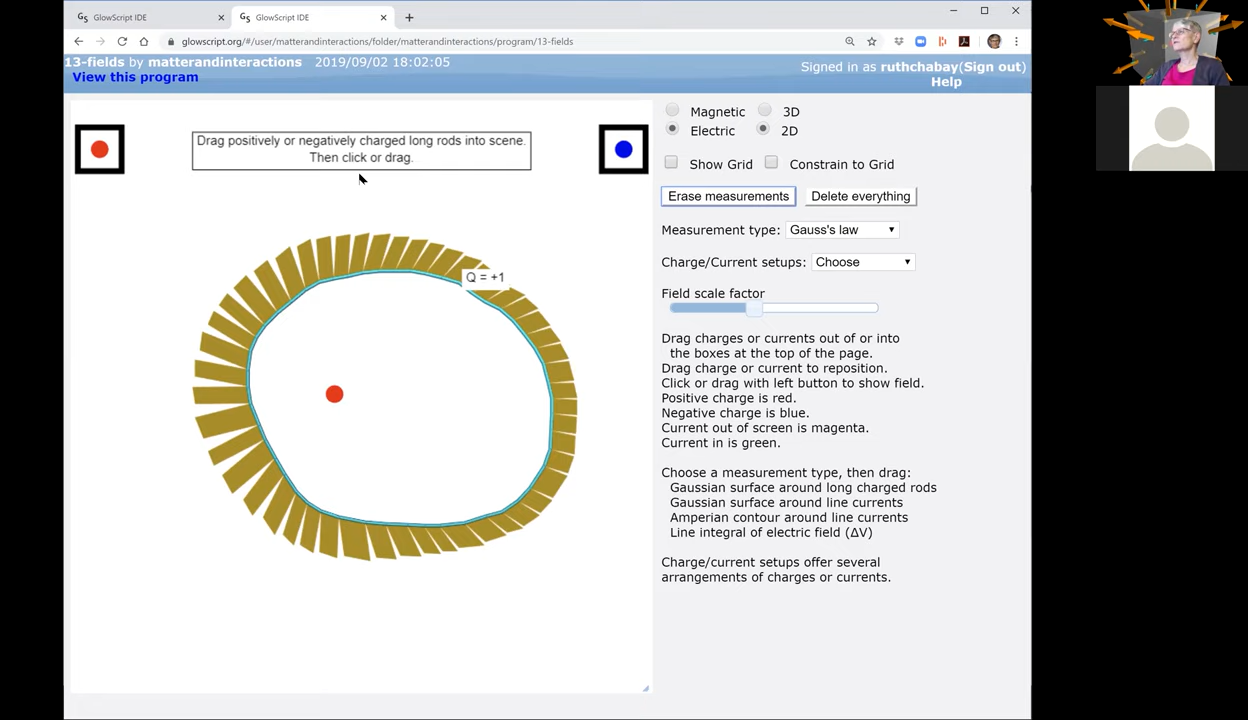 GlowScript IDE
GlowScript IDE
glowscript.org/#/user/matterandinteractions/folder/matterandinteractions/program/13-fields
13-fields by matterandinteractions 2019/09/02 18:02:05
View this program
Signed in as ruthchabay(Sign out)
Help
Drag positively or negatively charged long rods into scene.
Then click or drag.
Q = +1
Magnetic 3D
Electric 2D
Show Grid Constrain to Grid
Erase measurements Delete everything
Measurement type: Gauss's law
Charge/Current setups: Choose
Field scale factor
Drag charges or currents out of or into
the boxes at the top of the page.
Drag charge or current to reposition.
Click or drag with left button to show field.
Positive charge is red.
Negative charge is blue.
Current out of screen is magenta.
Current in is green.
Choose a measurement type, then drag:
Gaussian surface around long charged rods
Gaussian surface around line currents
Amperian contour around line currents
Line integral of electric field (ΔV)
Charge/current setups offer several
arrangements of charges or currents.